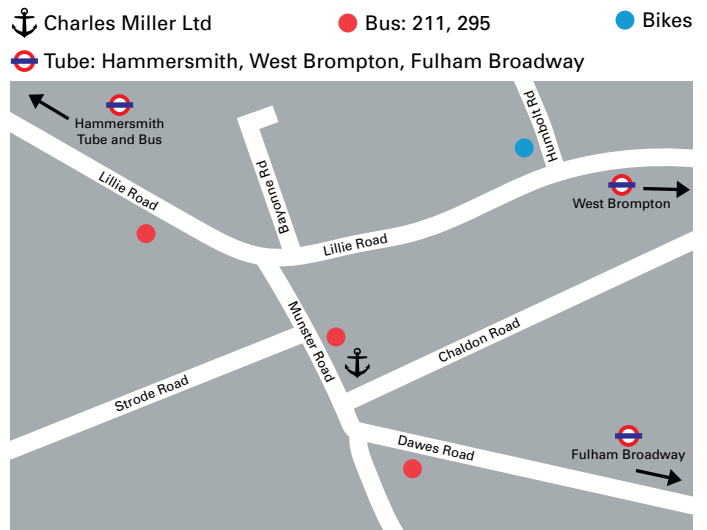 Charles Miller Ltd
Bus: 211, 295
Bikes
Tube: Hammersmith, West Brompton, Fulham Broadway
Hammersmith
Tube and Bus
Humbolt Rd
Lillie Road
Bayonne Rd
West Brompton
Lillie Road
Munster Road
Chaldon Road
Strode Road
Dawes Road
Fulham Broadway